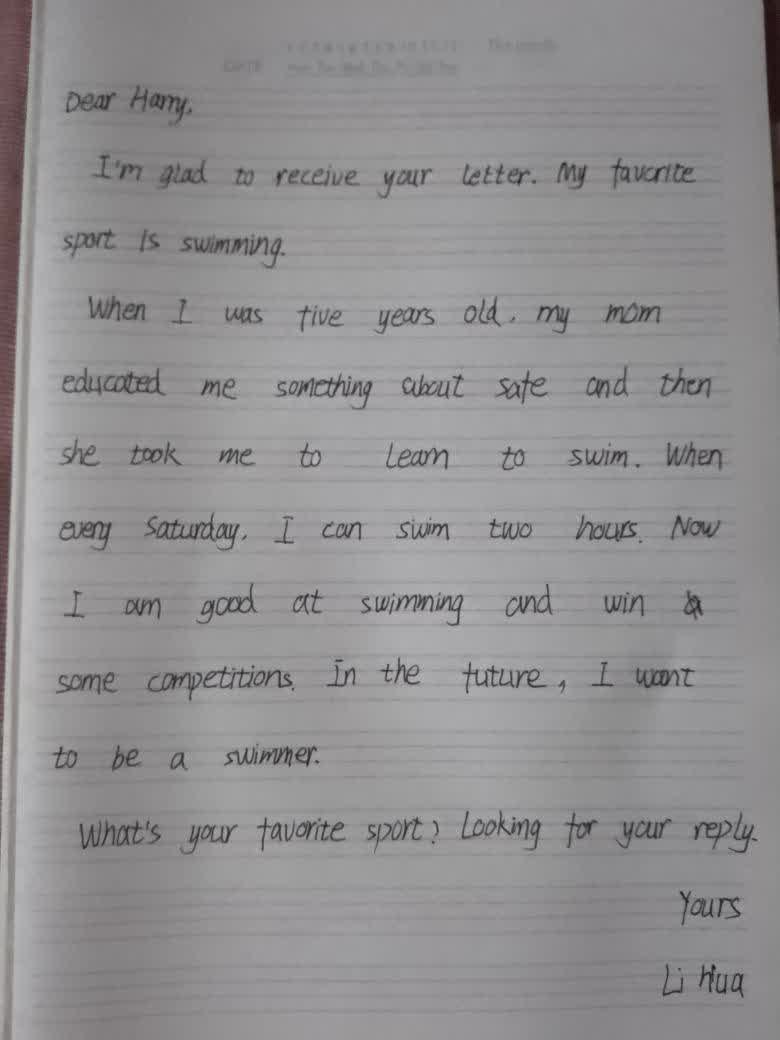 Dear Harry,
I'm glad to receive your letter. My favorite
sport is swimming.
When I was five years old, my mom
educated me something about safe and then
she took me to learn to swim. When
every Saturday, I can swim two hours. Now
I am good at swimming and win
some competitions. In the future, I want
to be a swimmer.
What's your favorite sport? Looking for your reply.
Yours
Li Hua